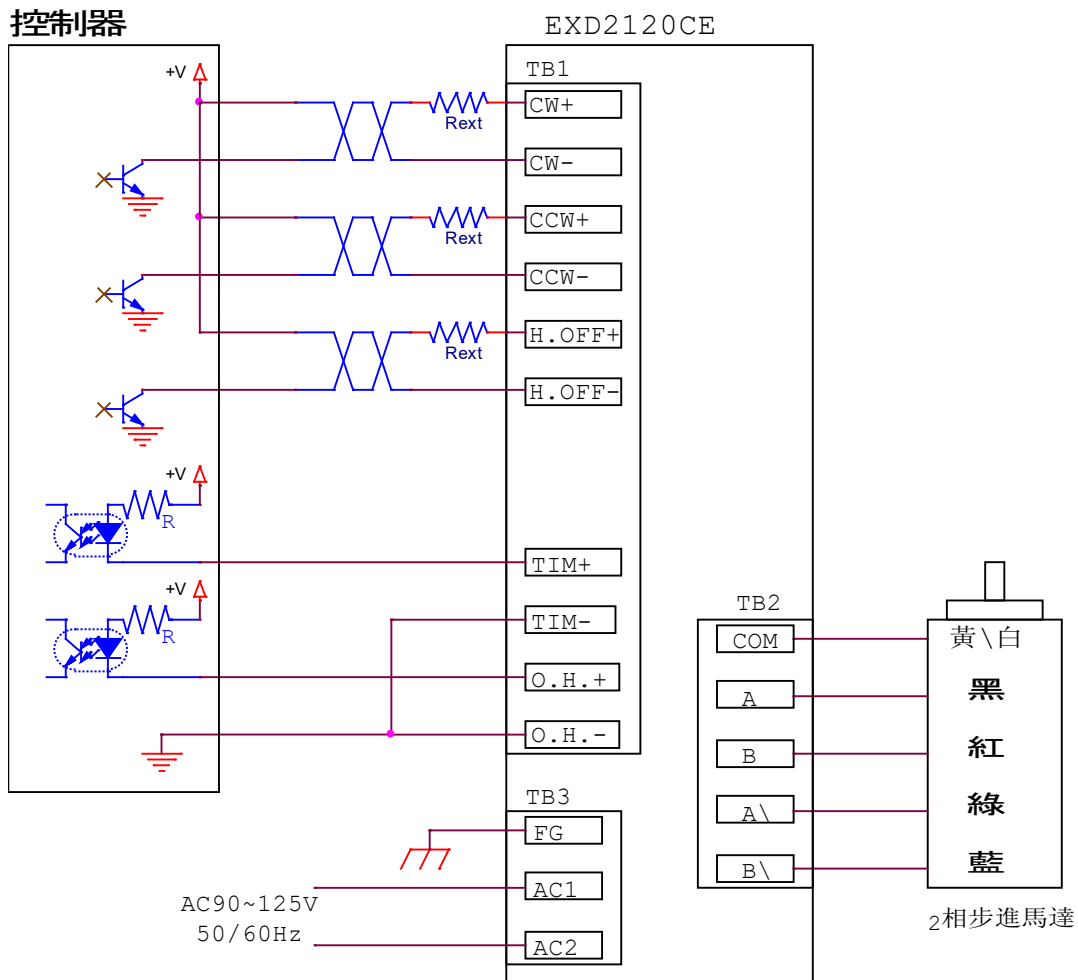 控制器
EXD2120CE
+V
TB1
CW+
Rext
CW-
CCW+
Rext
CCW-
H.OFF+
Rext
H.OFF-
+V
R
TIM+
+V
R
TIM-
O.H.+
O.H.-
TB2
COM
黃\白
A
黑
B
紅
A\
綠
B\
藍
2相步進馬達
TB3
FG
AC1
AC90~125V
50/60Hz
AC2